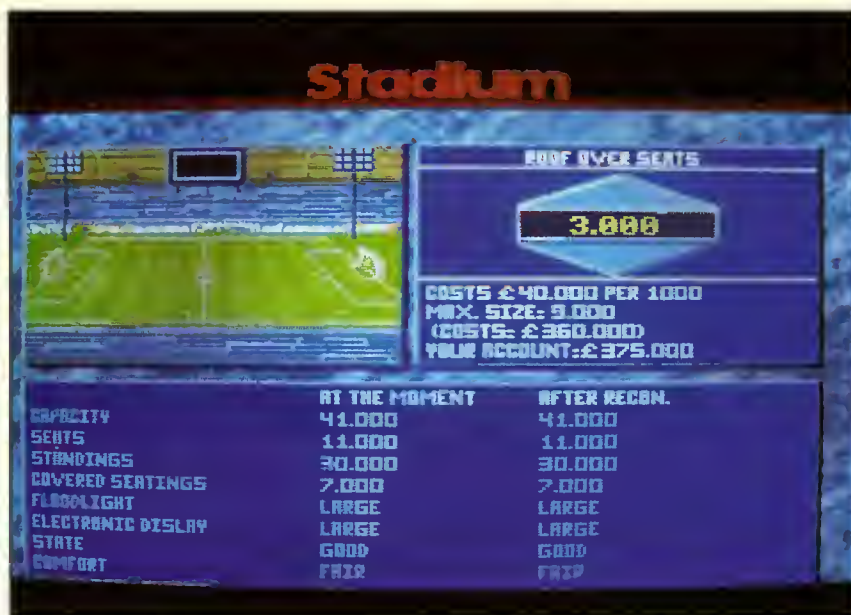 Stadium
ROOF OVER SEATS
3.000
COSTS £40.000 PER 1000
MAX. SIZE: 9.000
(COSTS: £360.000)
YOUR ACCOUNT:£375.000
AT THE MOMENT AFTER RECON.
CAPACITY 41.000 41.000
SEATS 11.000 11.000
STANDINGS 30.000 30.000
COVERED SEATINGS 7.000 7.000
FLOODLIGHT LARGE LARGE
ELECTRONIC DISLAY LARGE LARGE
STATE GOOD GOOD
COMFORT FAIR FAIR